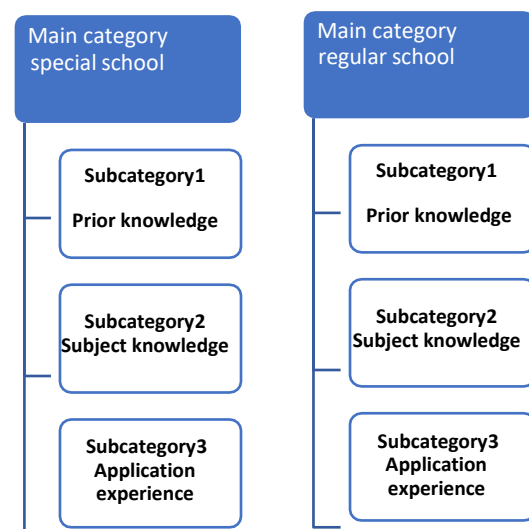 Main category
special school
Subcategory1
Prior knowledge
Subcategory2
Subject knowledge
Subcategory3
Application
experience
Main category
regular school
Subcategory1
Prior knowledge
Subcategory2
Subject knowledge
Subcategory3
Application
experience